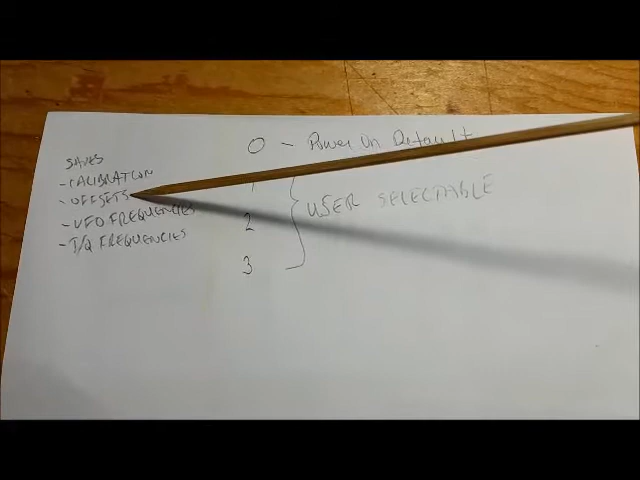 SAVES
- CALIBRATION
- OFFSETS
- VFO FREQUENCIES
- I/Q FREQUENCIES
0 - Power On Default
1
2
3
USER SELECTABLE